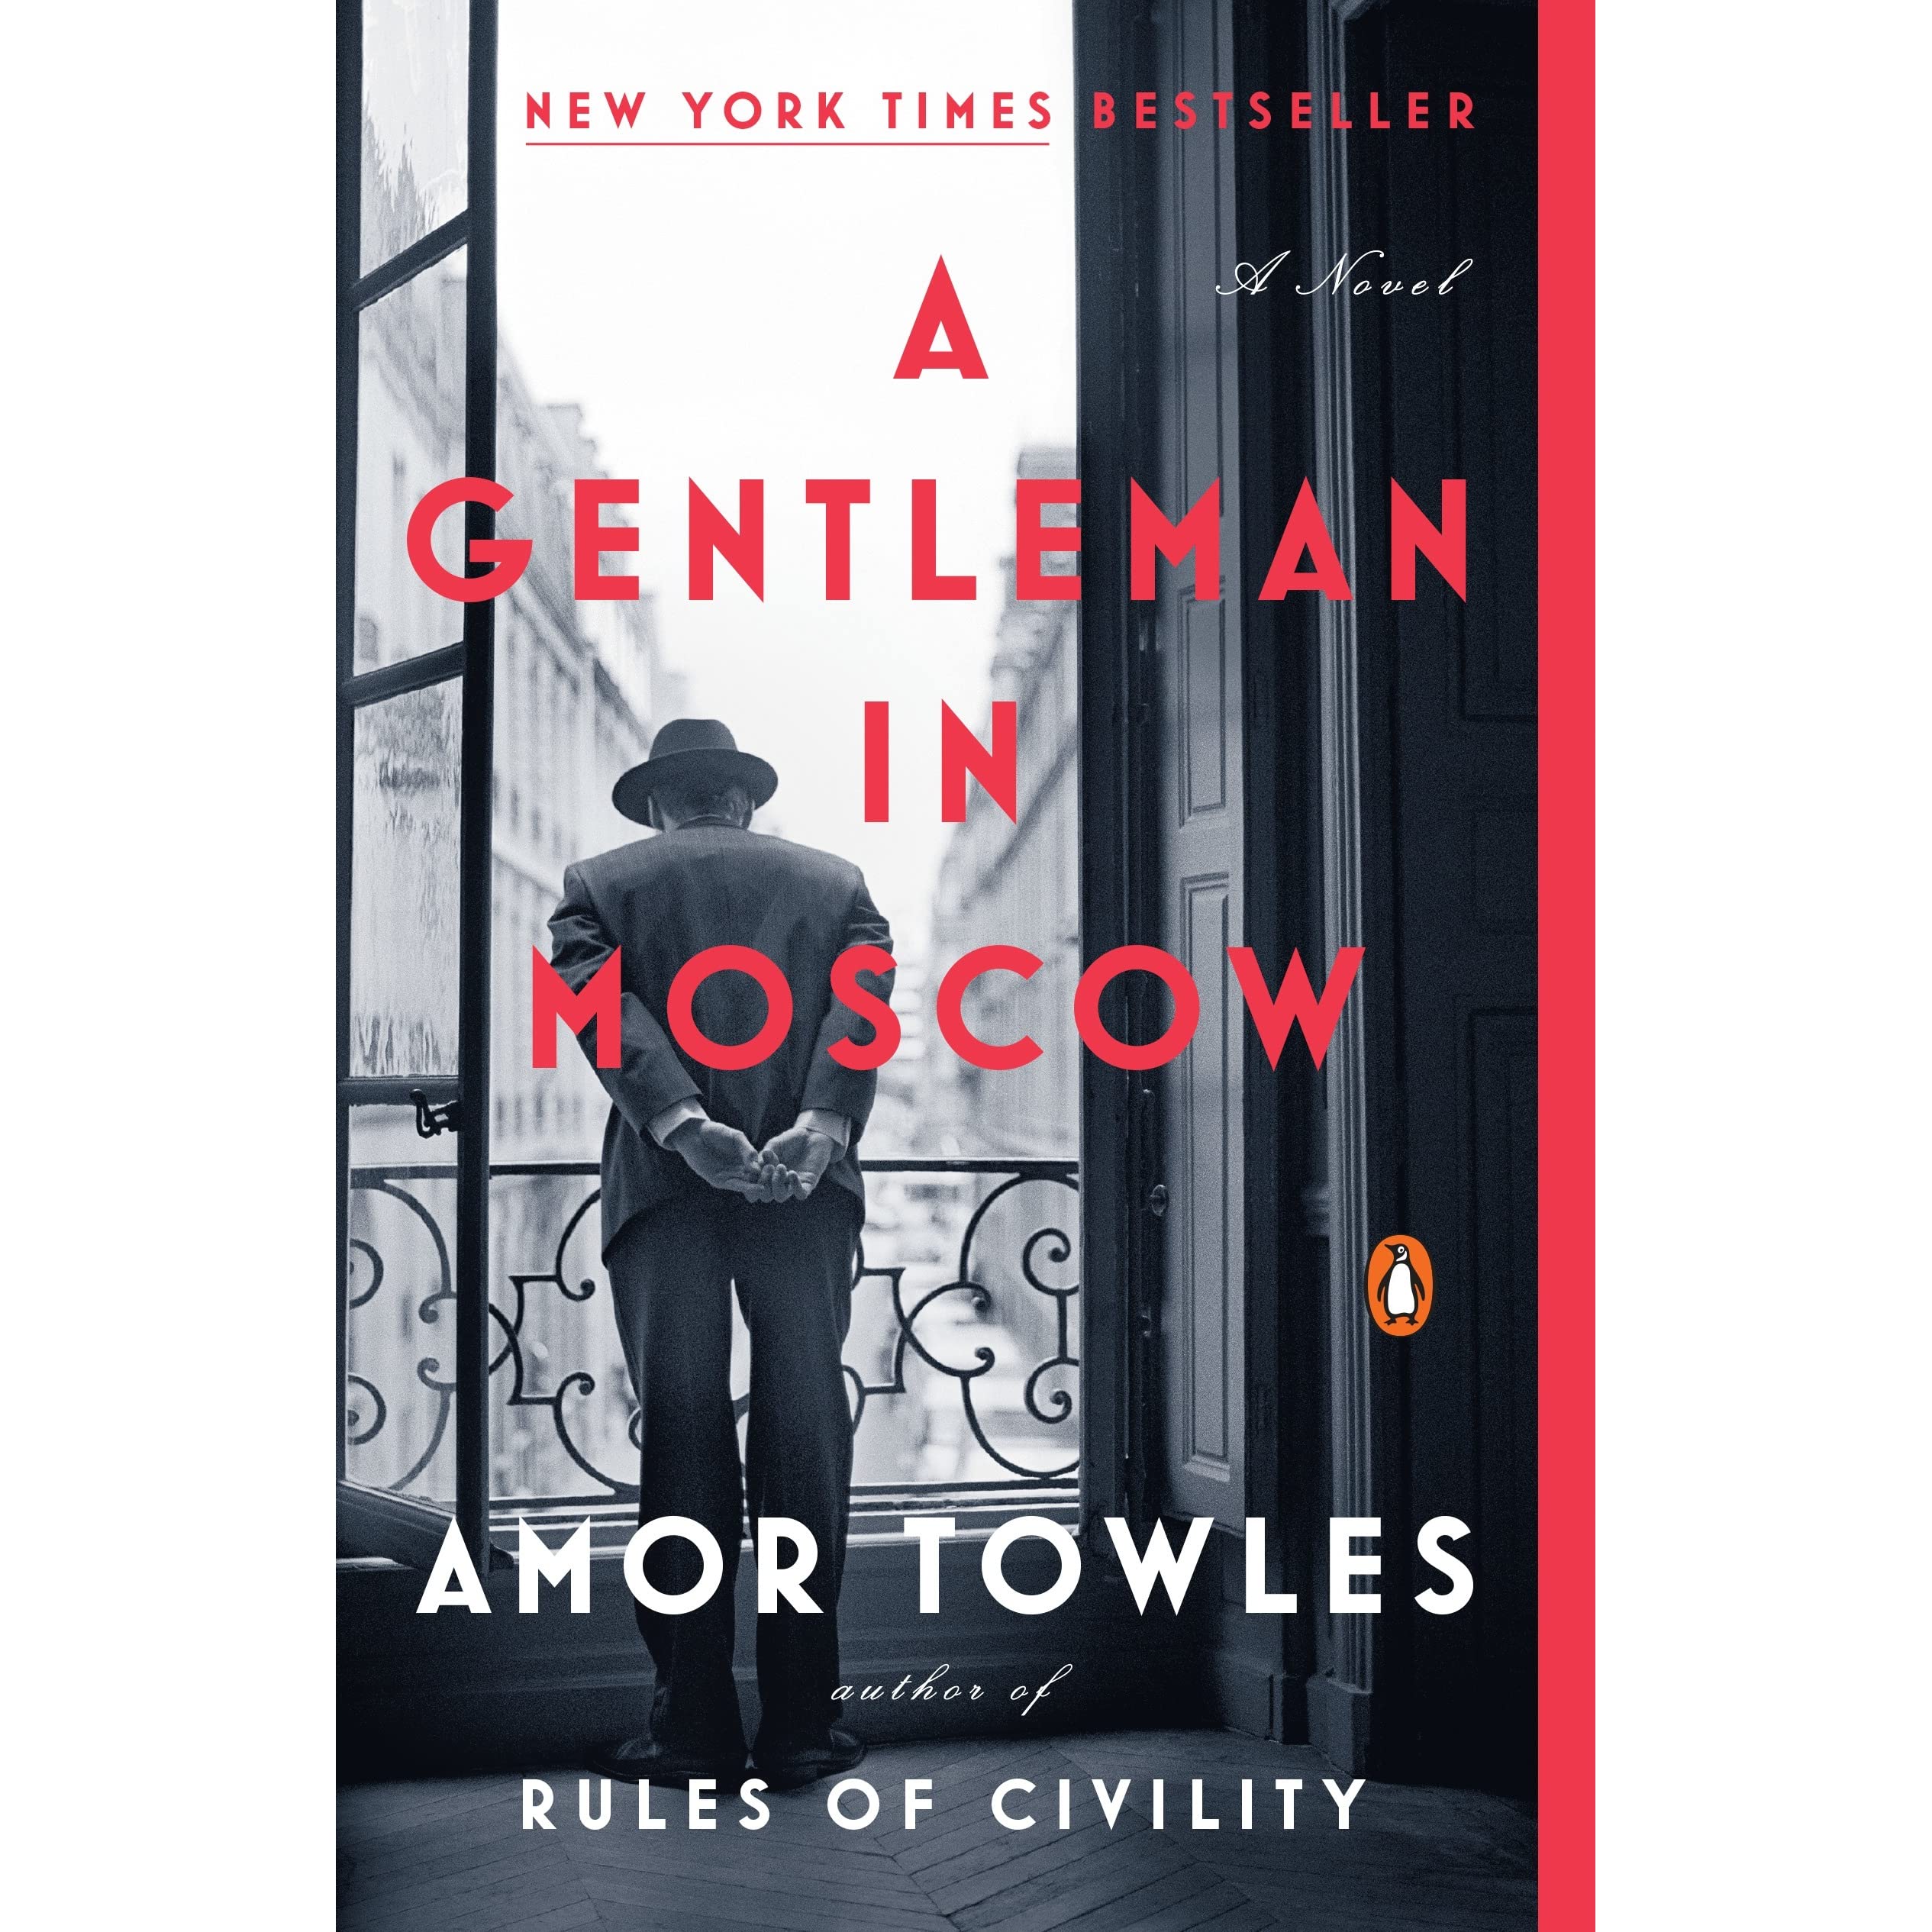 NEW YORK TIMES BESTSELLER
A Novel
A
GENTLEMAN
IN
MOSCOW
AMOR TOWLES
author of
RULES OF CIVILITY